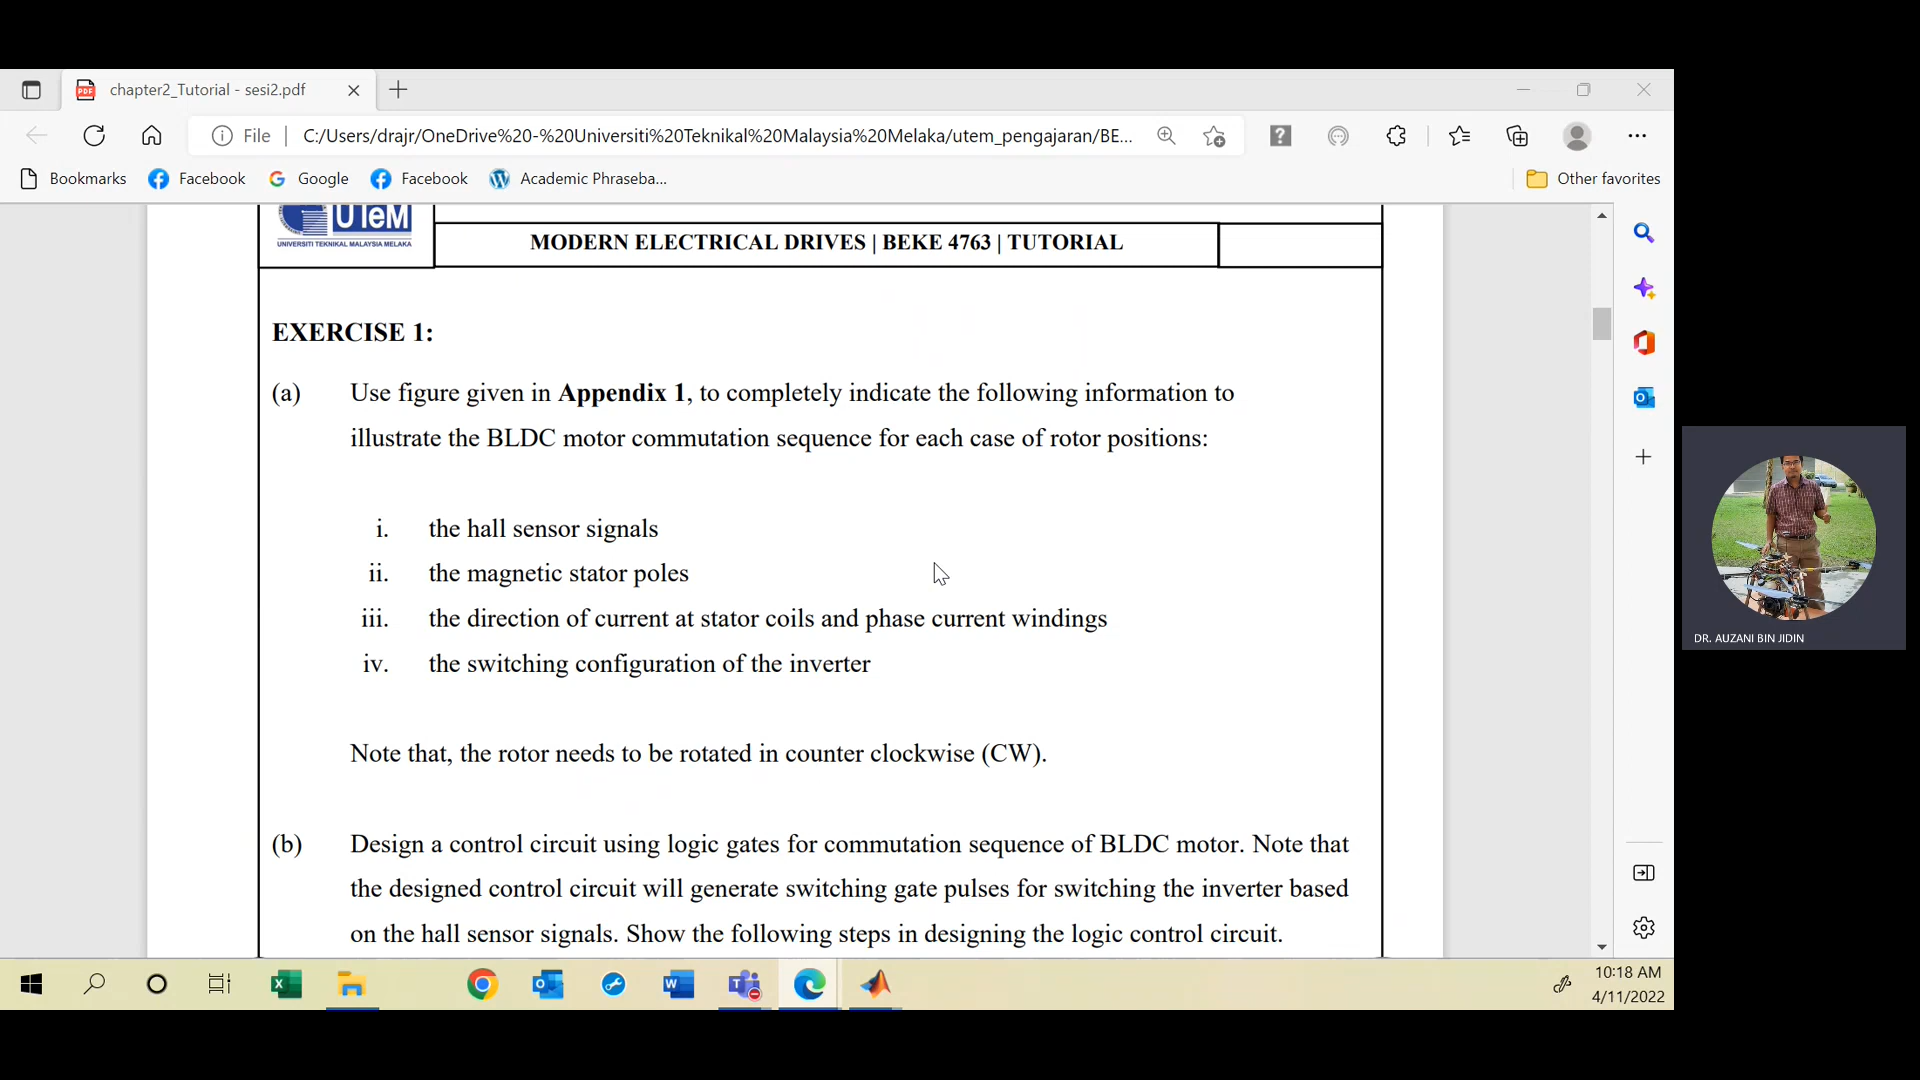 chapter2_Tutorial - sesi2.pdf
File
C:/Users/drajr/OneDrive%20-%20Universiti%20Teknikal%20Malaysia%20Melaka/utem_pengajaran/BE...
Bookmarks
Facebook
Google
Facebook
Academic Phraseba...
Other favorites
UTeM
UNIVERSITI TEKNIKAL MALAYSIA MELAKA
MODERN ELECTRICAL DRIVES | BEKE 4763 | TUTORIAL
EXERCISE 1:
(a) Use figure given in Appendix 1, to completely indicate the following information to
illustrate the BLDC motor commutation sequence for each case of rotor positions:
i. the hall sensor signals
ii. the magnetic stator poles
iii. the direction of current at stator coils and phase current windings
iv. the switching configuration of the inverter
Note that, the rotor needs to be rotated in counter clockwise (CW).
(b) Design a control circuit using logic gates for commutation sequence of BLDC motor. Note that
the designed control circuit will generate switching gate pulses for switching the inverter based
on the hall sensor signals. Show the following steps in designing the logic control circuit.
DR. AUZANI BIN JIDIN
10:18 AM
4/11/2022